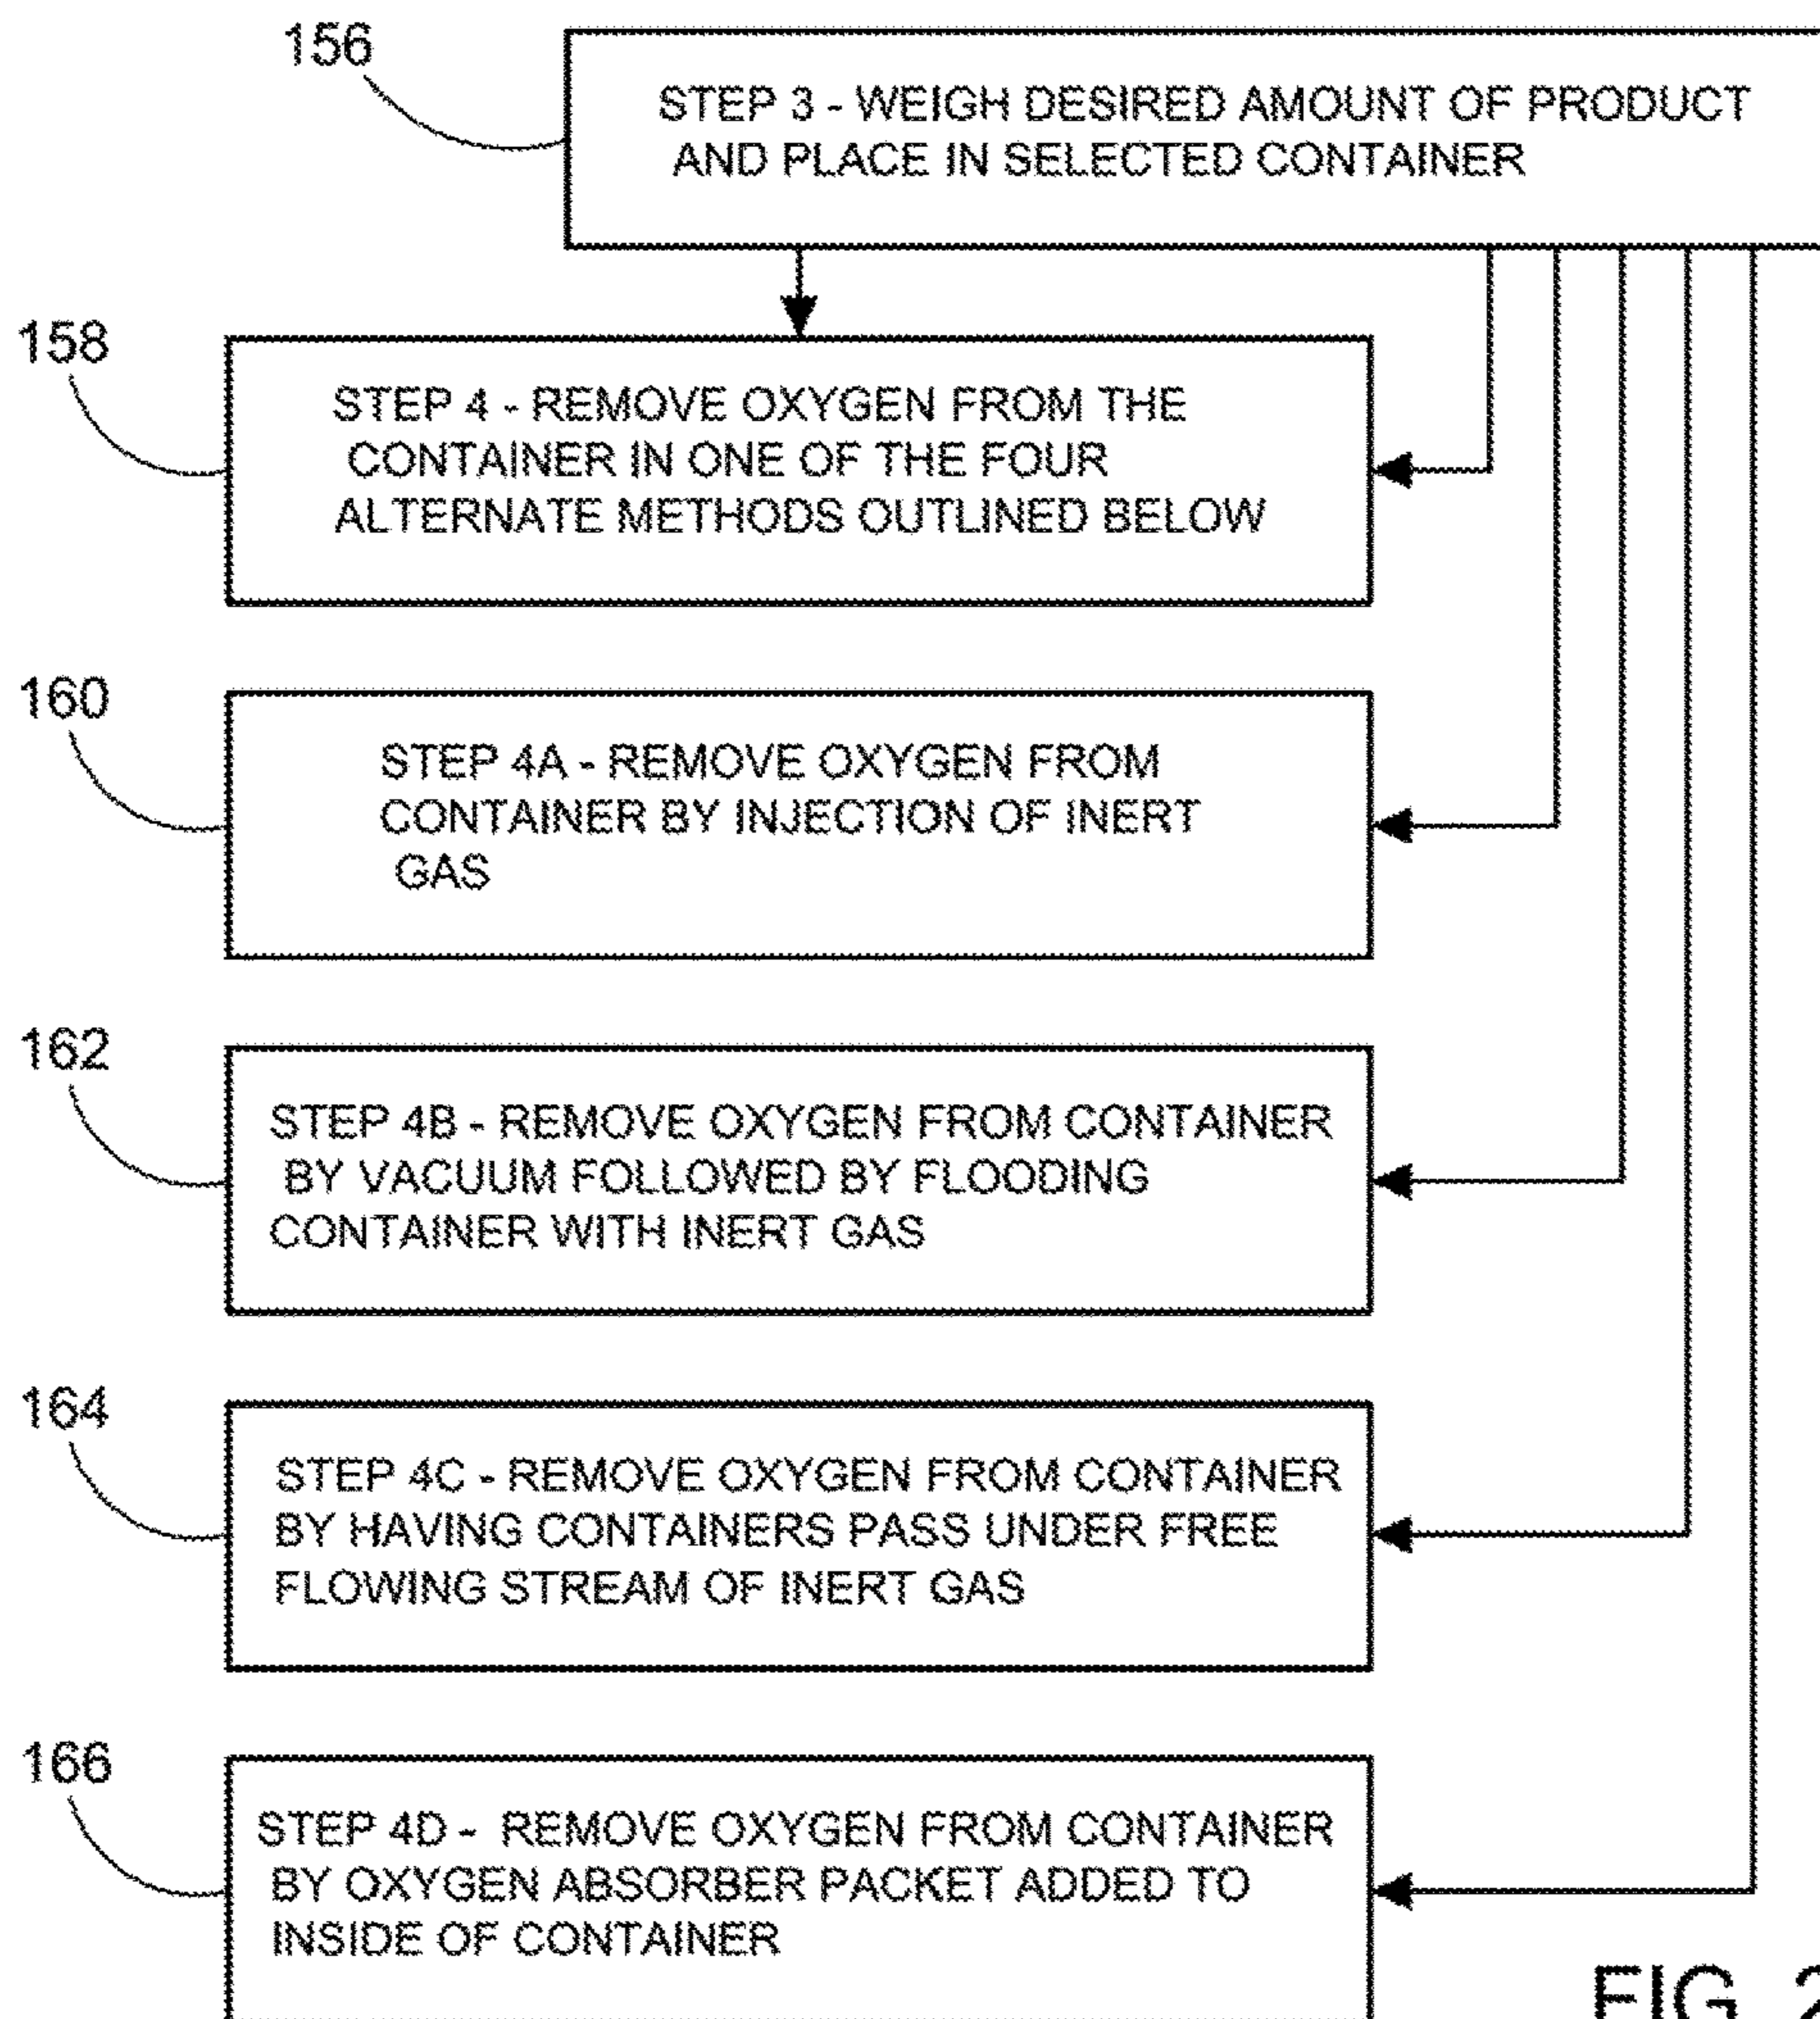 156
STEP 3 - WEIGH DESIRED AMOUNT OF PRODUCT
AND PLACE IN SELECTED CONTAINER
158
STEP 4 - REMOVE OXYGEN FROM THE
CONTAINER IN ONE OF THE FOUR
ALTERNATE METHODS OUTLINED BELOW
160
STEP 4A - REMOVE OXYGEN FROM
CONTAINER BY INJECTION OF INERT
GAS
162
STEP 4B - REMOVE OXYGEN FROM CONTAINER
BY VACUUM FOLLOWED BY FLOODING
CONTAINER WITH INERT GAS
164
STEP 4C - REMOVE OXYGEN FROM CONTAINER
BY HAVING CONTAINERS PASS UNDER FREE
FLOWING STREAM OF INERT GAS
166
STEP 4D - REMOVE OXYGEN FROM CONTAINER
BY OXYGEN ABSORBER PACKET ADDED TO
INSIDE OF CONTAINER
FIG. 2